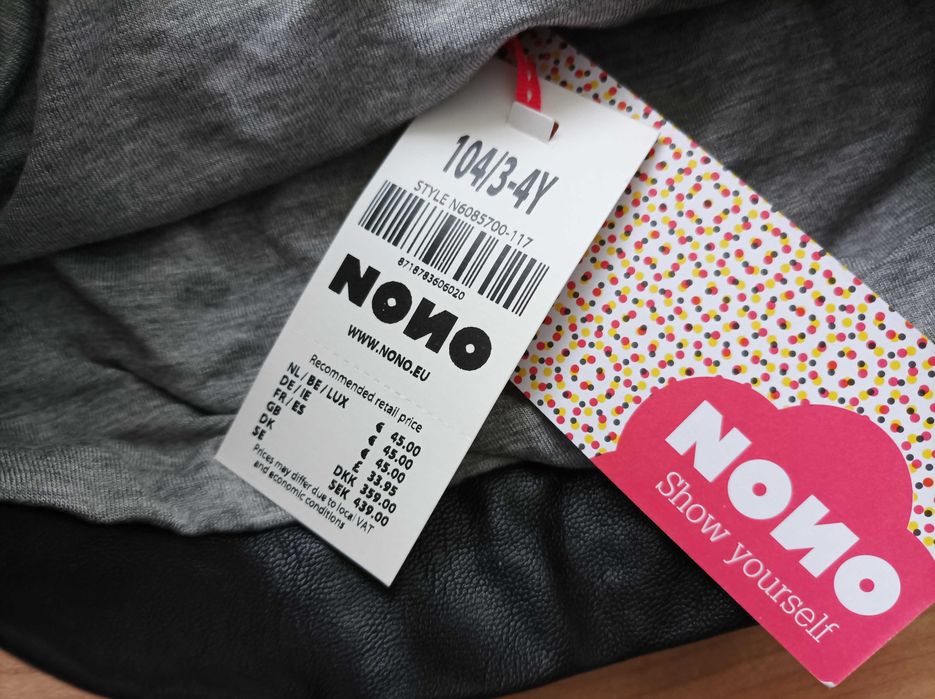 104/3-4Y
STYLE N6085700-117
8718783606020
NONO
WWW.NONO.EU
Recommended retail price
NL/BE/LUX € 45.00
DE/IE € 45.00
FR/ES € 45.00
GB £ 33.95
DK DKK 359.00
SE SEK 439.00
Prices may differ due to local VAT
and economic conditions
NONO
Show yourself